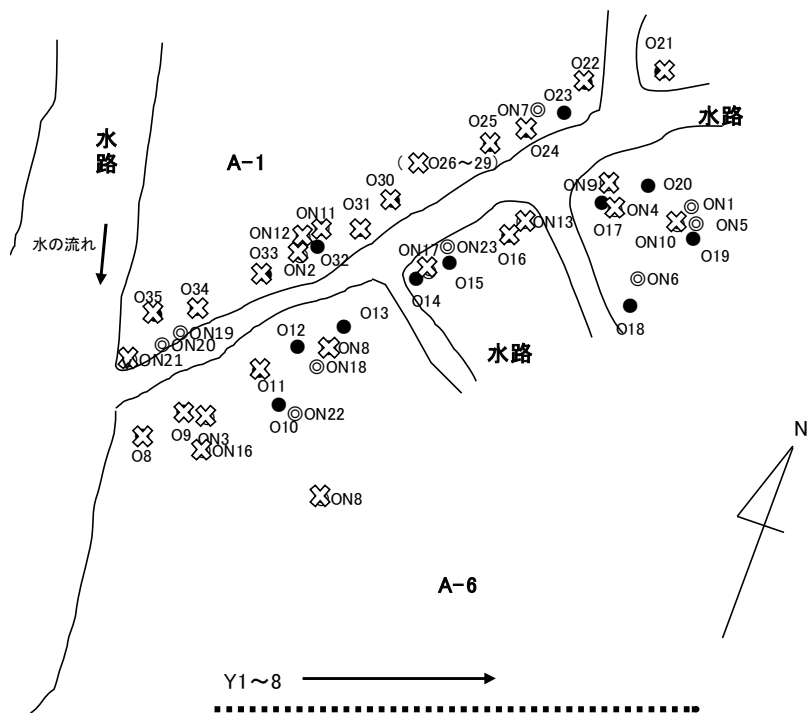 O21
O22
ON7
O23
水路
O25
O24
水路
A-1
(
O26～29)
O30
ON9
O20
ON1
ON4
ON5
O17
ON10
O19
ON11
O31
ON12
ON13
水の流れ
O33
ON2
O32
ON17
ON23
O16
O15
O14
ON6
O18
O35
O34
O13
ON19
O12
ON20
水路
ON8
ON21
ON18
O11
O10
ON22
O9
ON3
O8
ON16
ON8
N
A-6
Y1～8